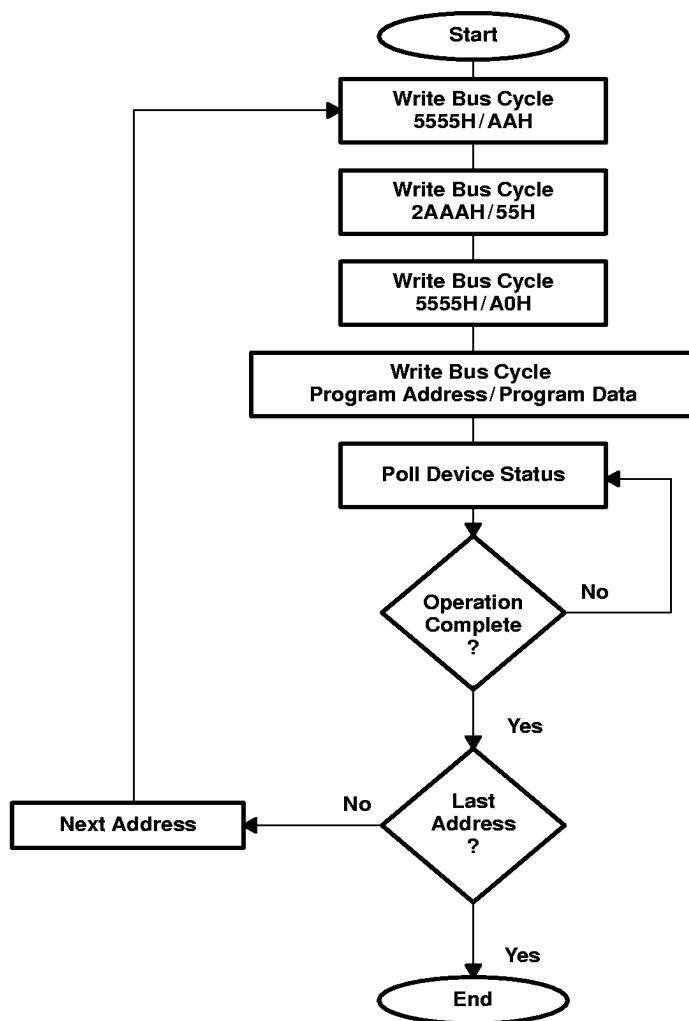 Start
Write Bus Cycle
5555H/AAH
Write Bus Cycle
2AAAH/55H
Write Bus Cycle
5555H/A0H
Write Bus Cycle
Program Address/Program Data
Poll Device Status
Operation
Complete
?
No
Yes
Last
Address
?
No
Next Address
Yes
End